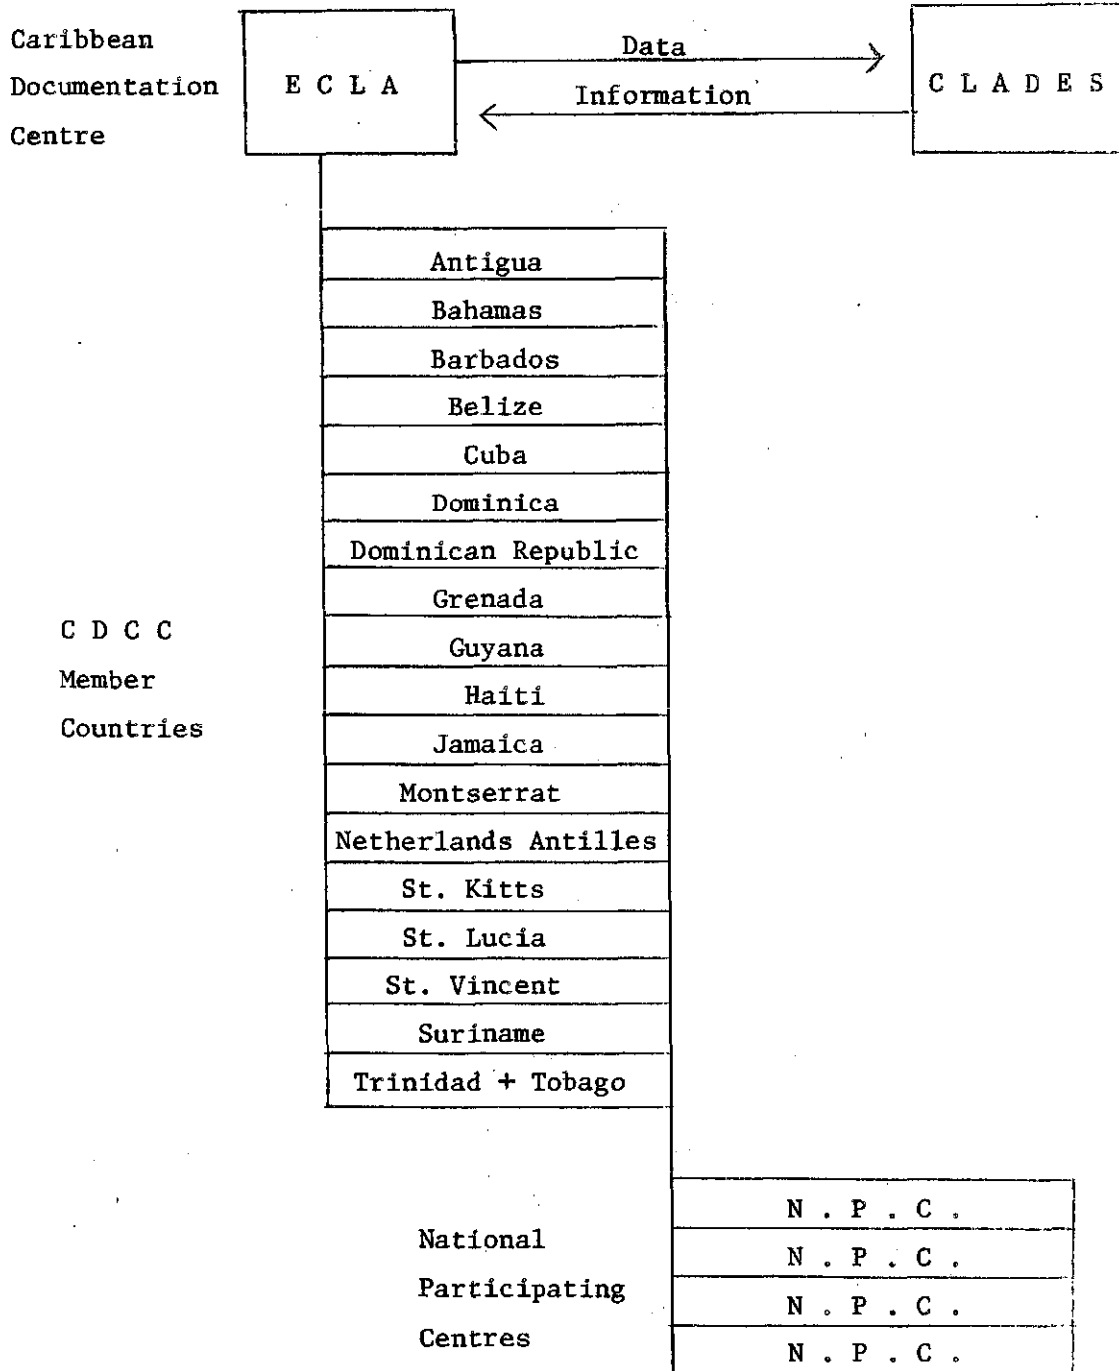 Caribbean
Documentation
Centre
E C L A
Data
Information
C L A D E S
Antigua
Bahamas
Barbados
Belize
Cuba
Dominica
Dominican Republic
Grenada
Guyana
Haiti
Jamaica
Montserrat
Netherlands Antilles
St. Kitts
St. Lucia
St. Vincent
Suriname
Trinidad + Tobago
C D C C
Member
Countries
National
Participating
Centres
N . P . C .
N . P . C .
N . P . C .
N . P . C .